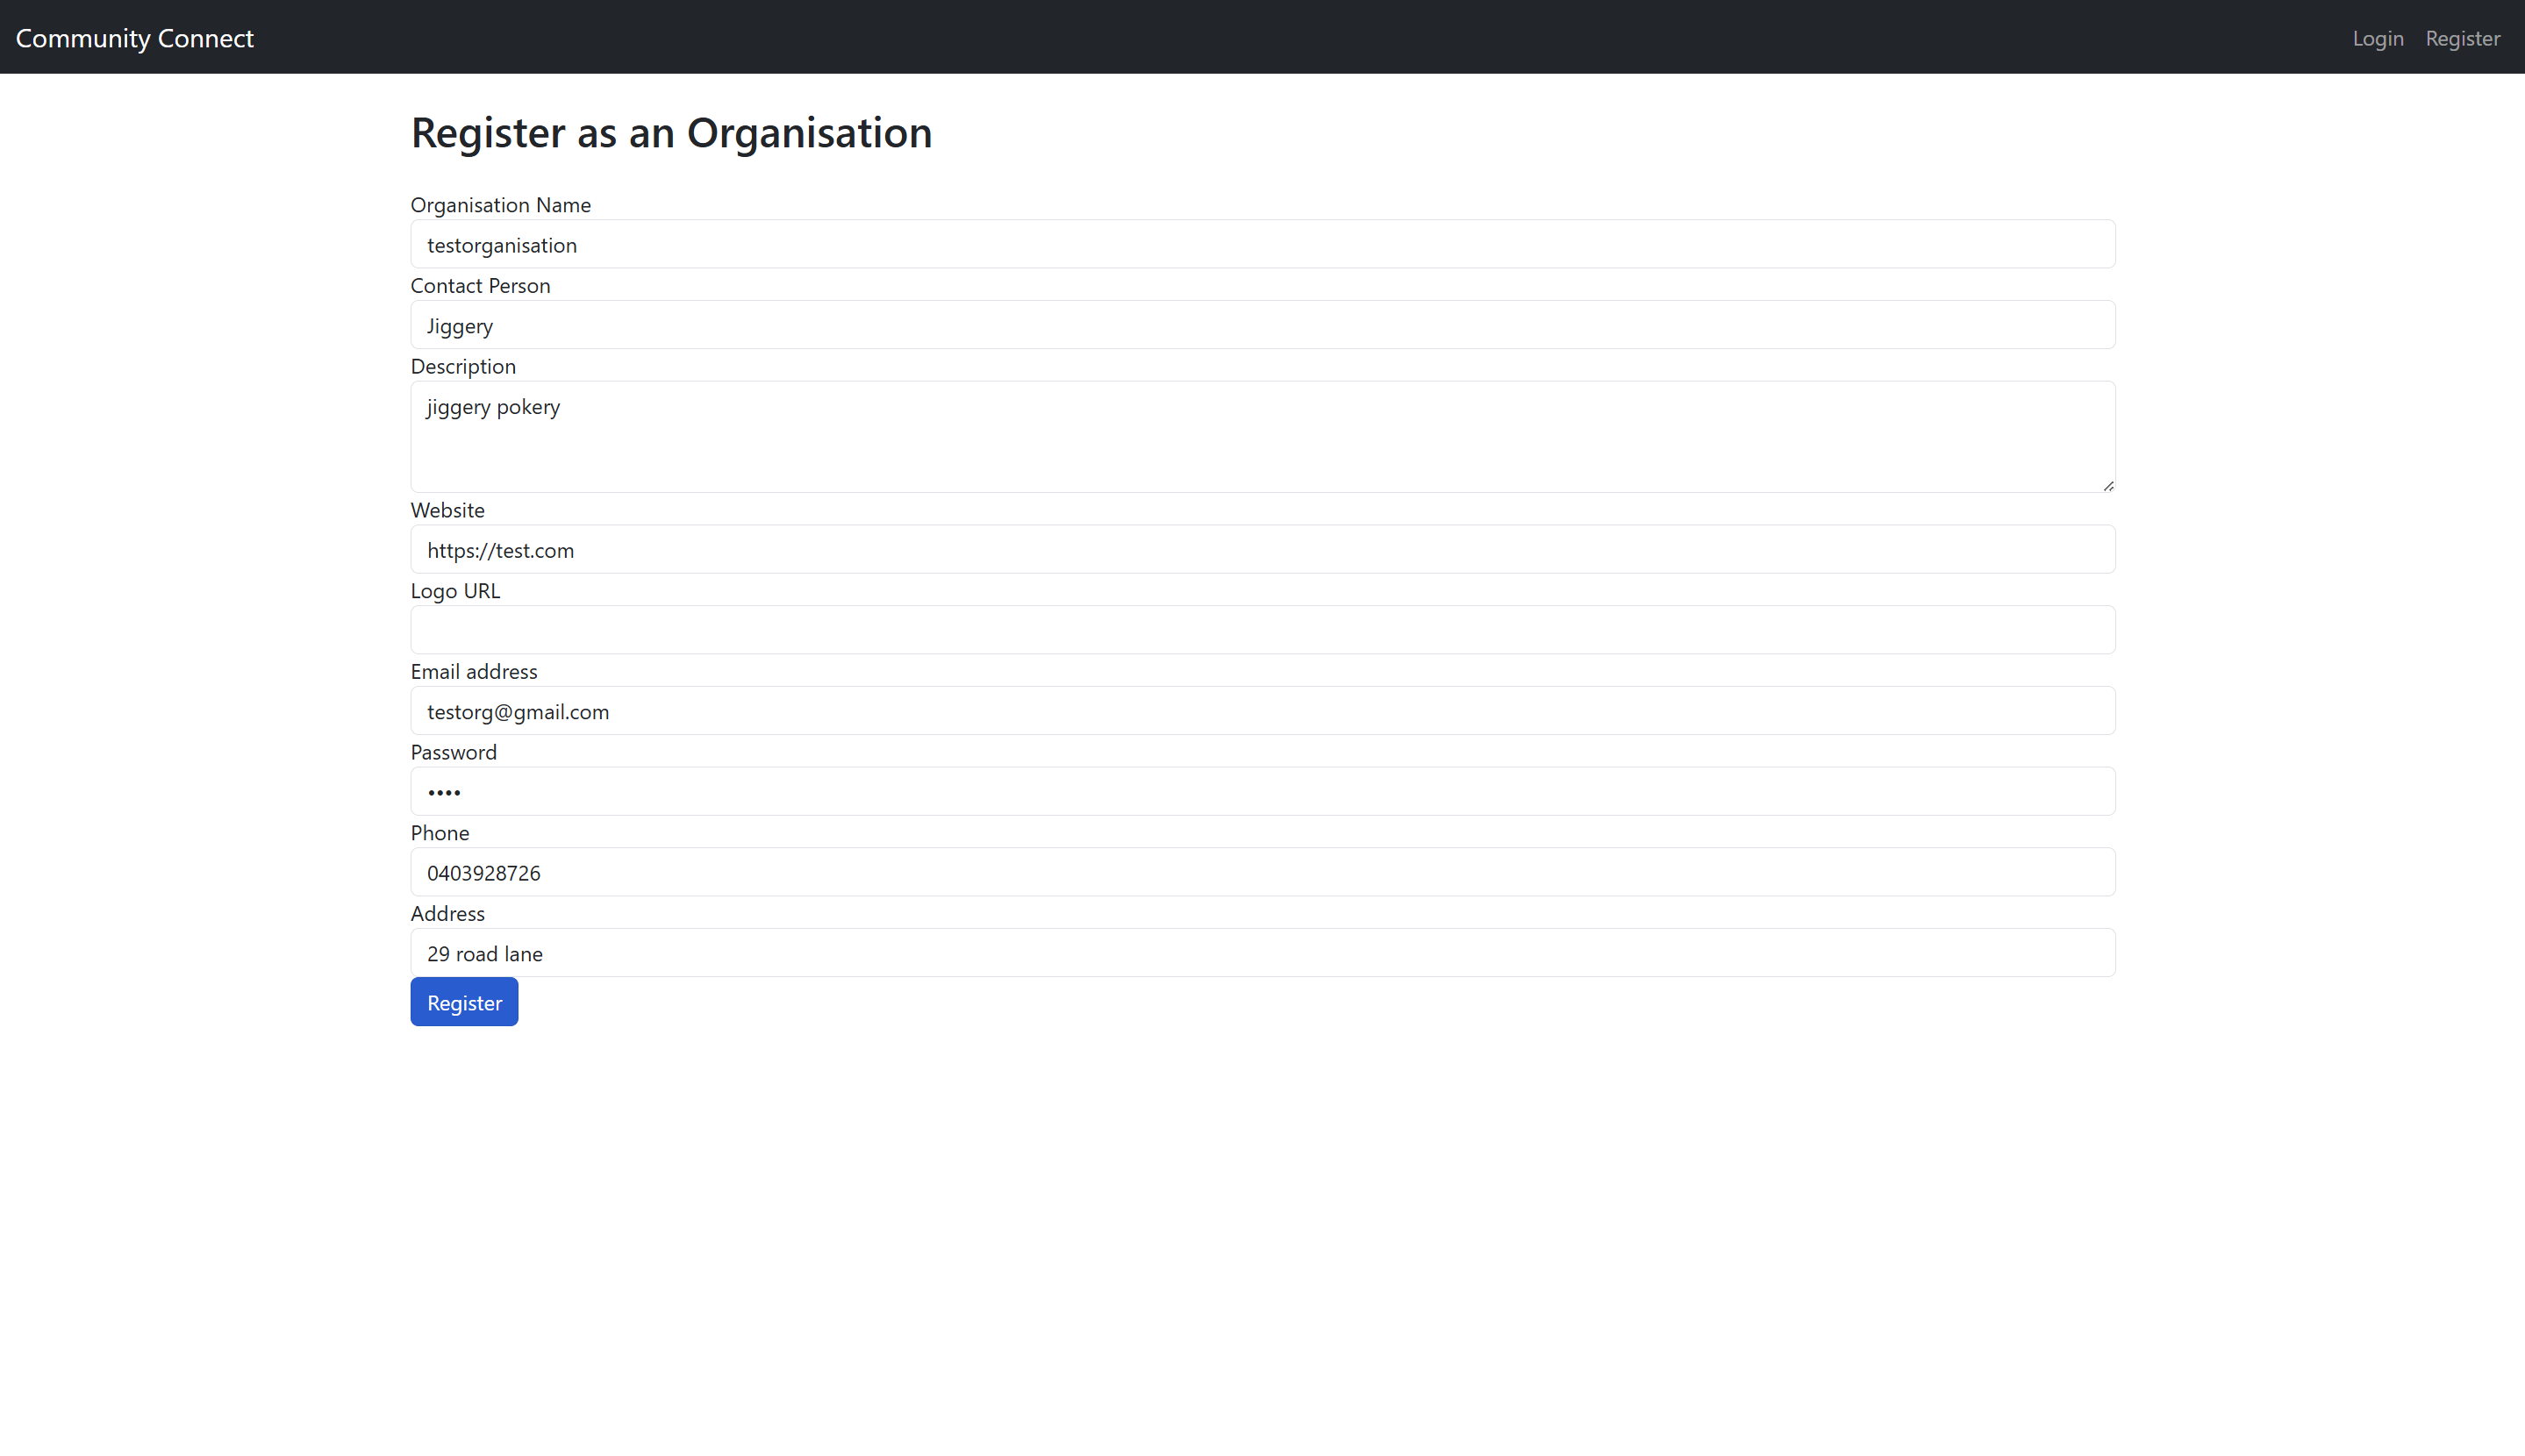 Community Connect
Login Register
Register as an Organisation
Organisation Name
testorganisation
Contact Person
Jiggery
Description
jiggery pokery
Website
https://test.com
Logo URL
Email address
testorg@gmail.com
Password
••••
Phone
0403928726
Address
29 road lane
Register